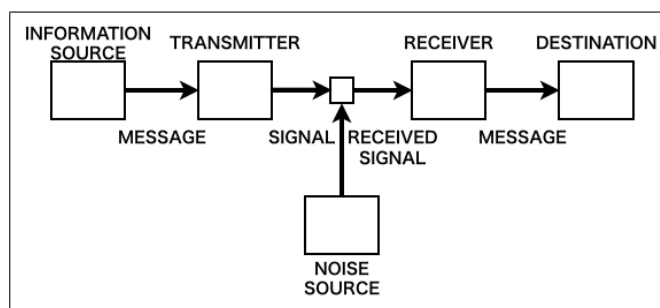 INFORMATION
SOURCE
TRANSMITTER
RECEIVER
DESTINATION
MESSAGE
SIGNAL
RECEIVED
SIGNAL
MESSAGE
NOISE
SOURCE